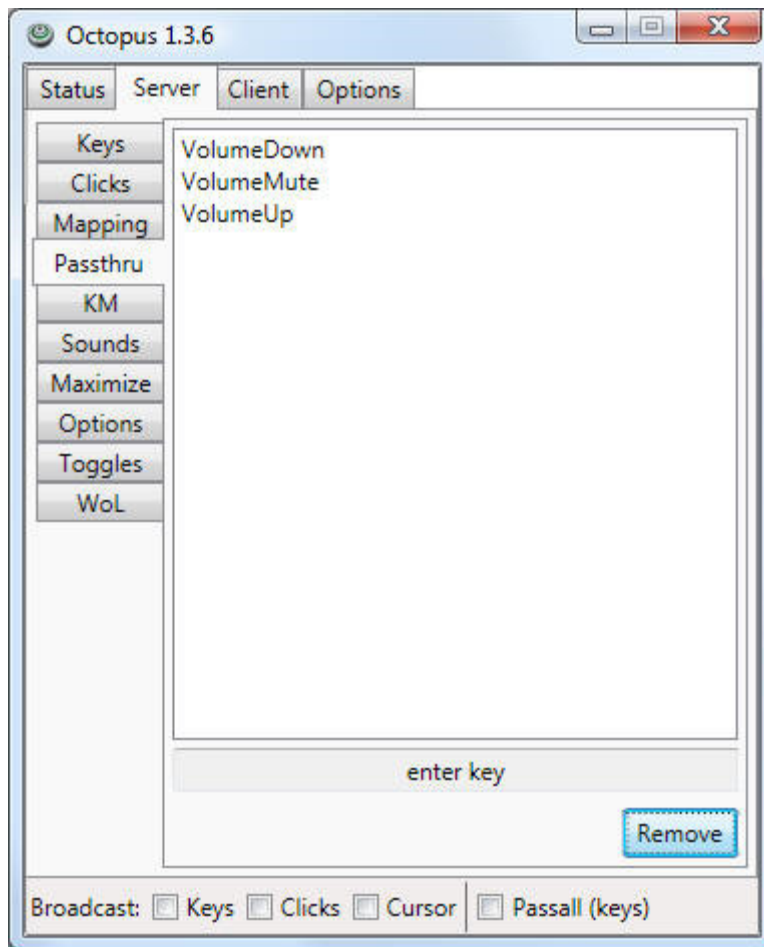 Octopus 1.3.6
Status Server Client Options
Keys
Clicks
Mapping
Passthru
KM
Sounds
Maximize
Options
Toggles
WoL
VolumeDown
VolumeMute
VolumeUp
enter key
Remove
Broadcast: Keys Clicks Cursor Passall (keys)